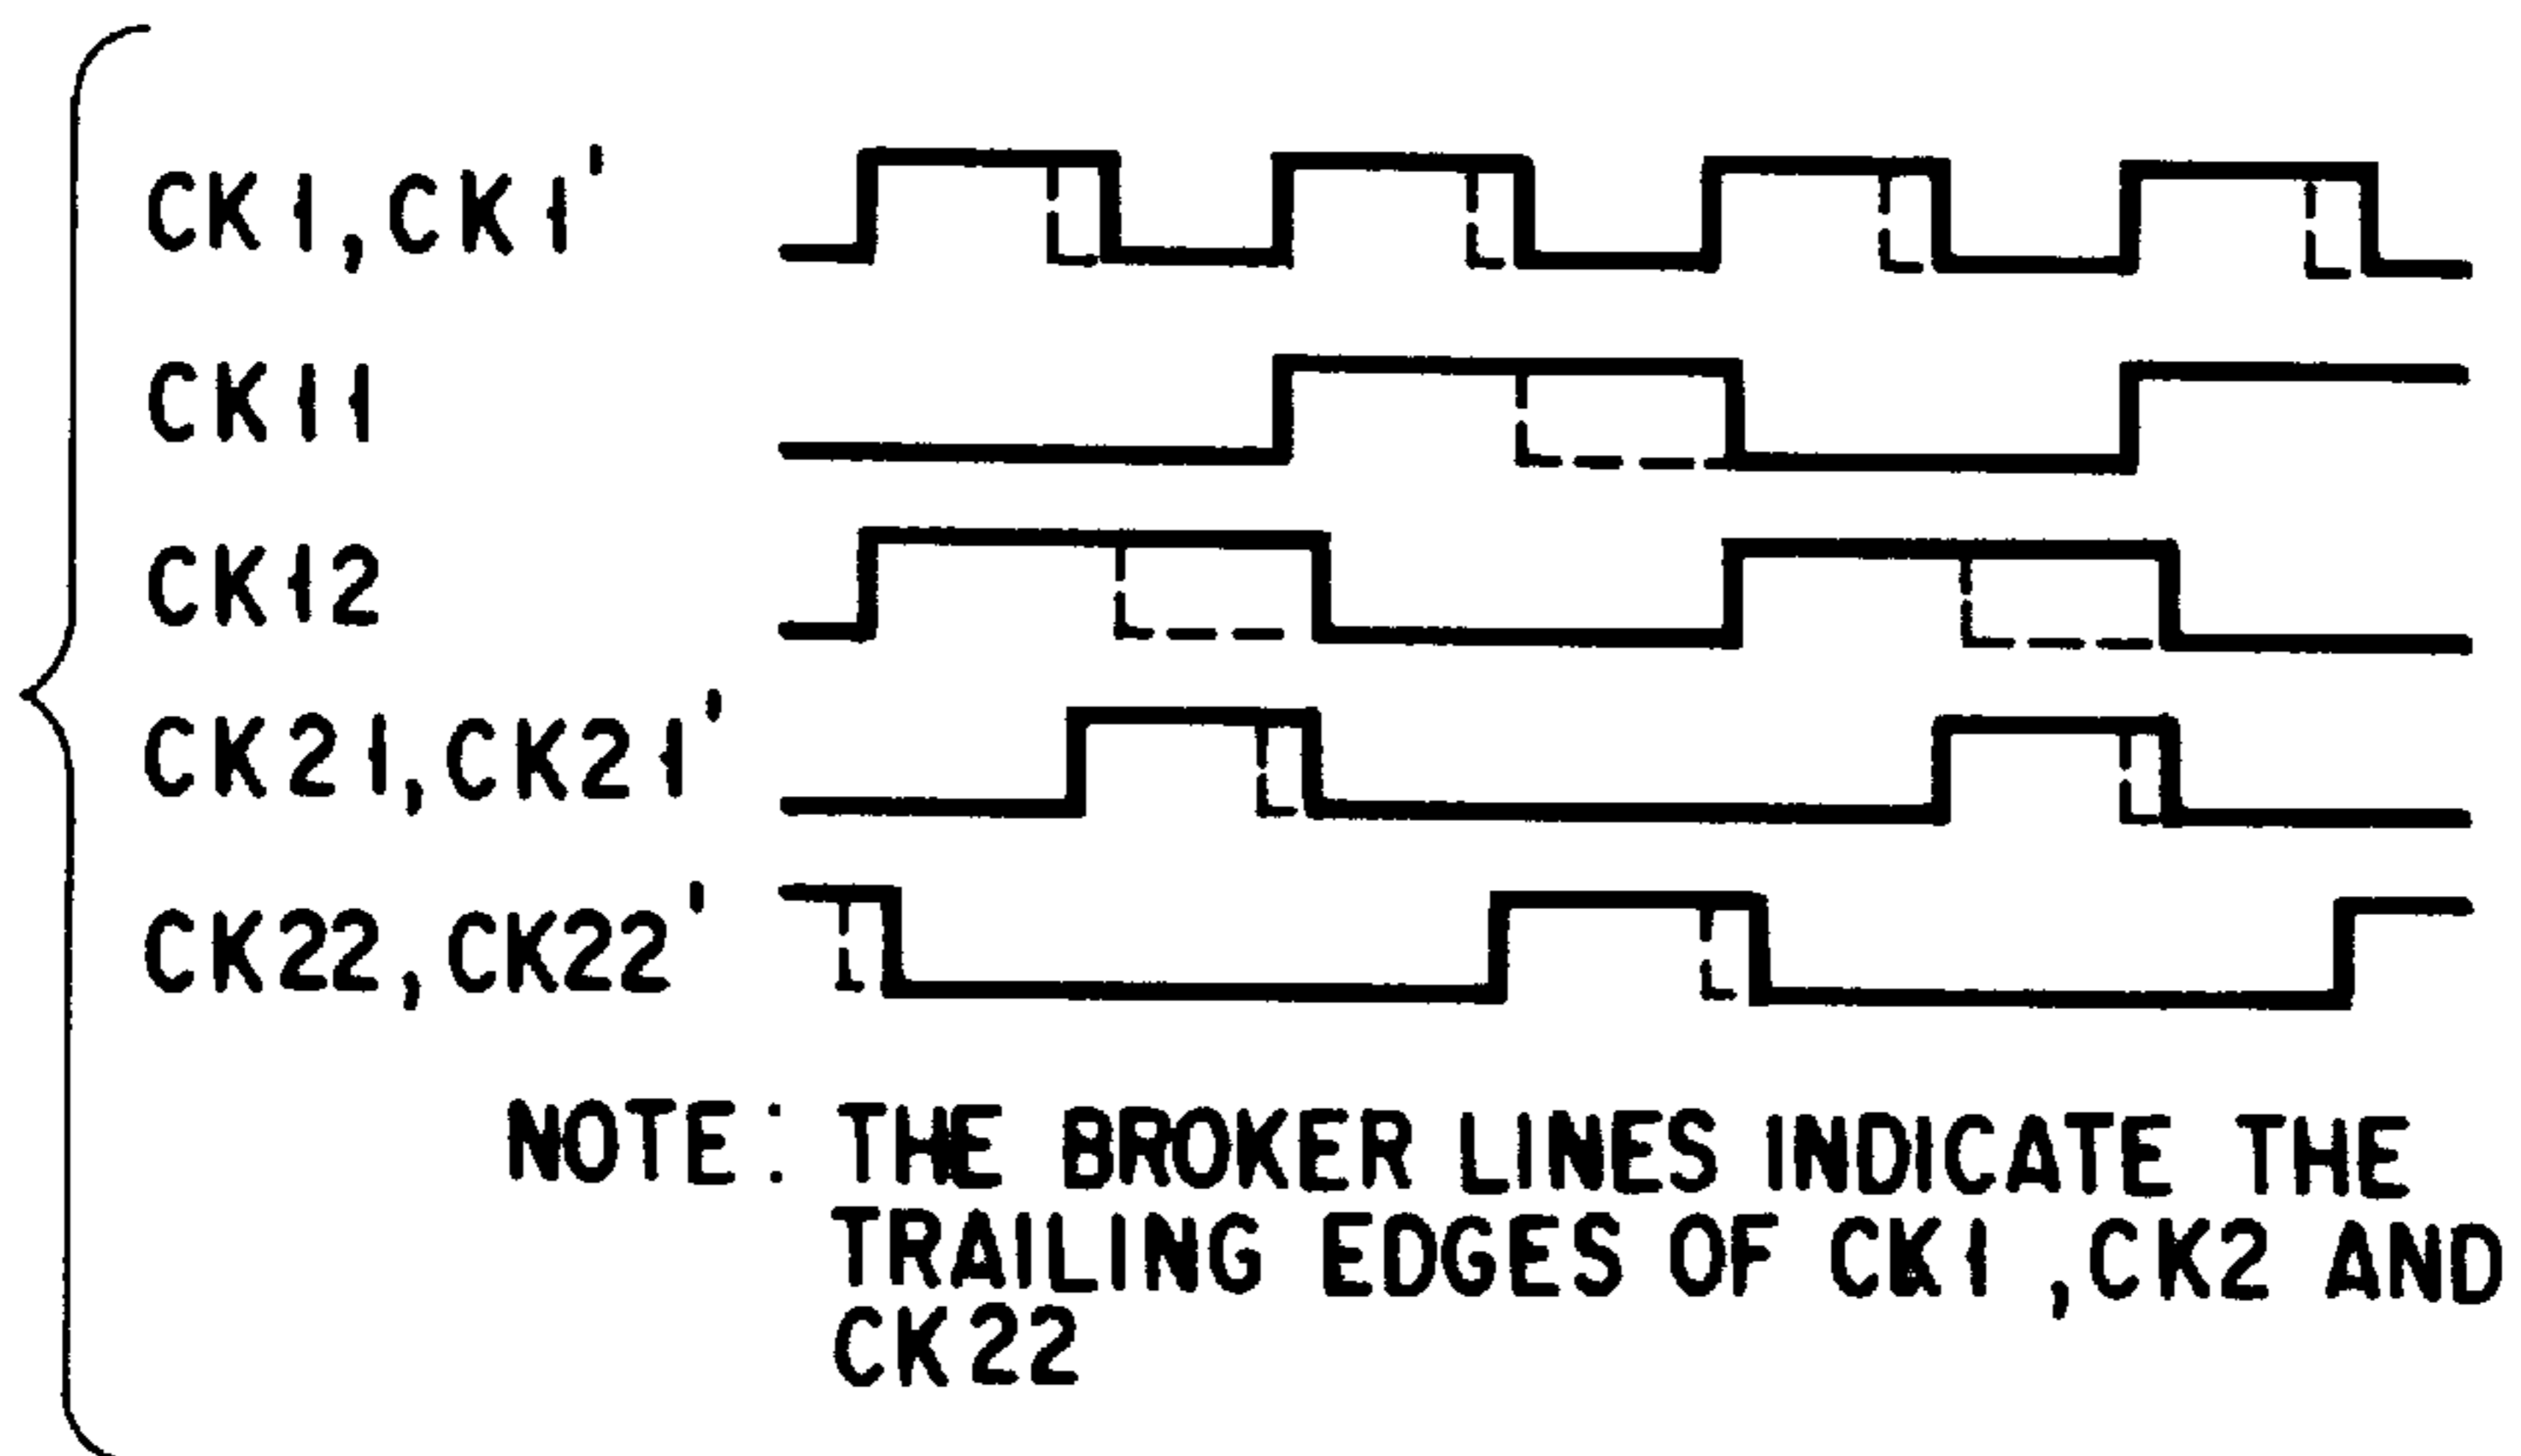 CK1,CK1'
CK11
CK12
CK21,CK21'
CK22,CK22'
NOTE: THE BROKER LINES INDICATE THE
TRAILING EDGES OF CK1 ,CK2 AND
CK22